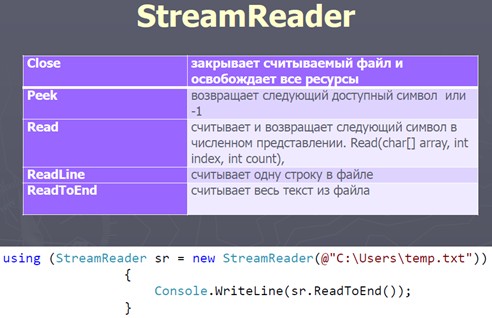 StreamReader
Close закрывает считываемый файл и
освобождает все ресурсы
Peek возвращает следующий доступный символ или
-1
Read считывает и возвращает следующий символ в
численном представлении. Read(char[] array, int
index, int count),
ReadLine считывает одну строку в файле
ReadToEnd считывает весь текст из файла
using (StreamReader sr = new StreamReader(@"C:\Users\temp.txt"))
{
Console.WriteLine(sr.ReadToEnd());
}